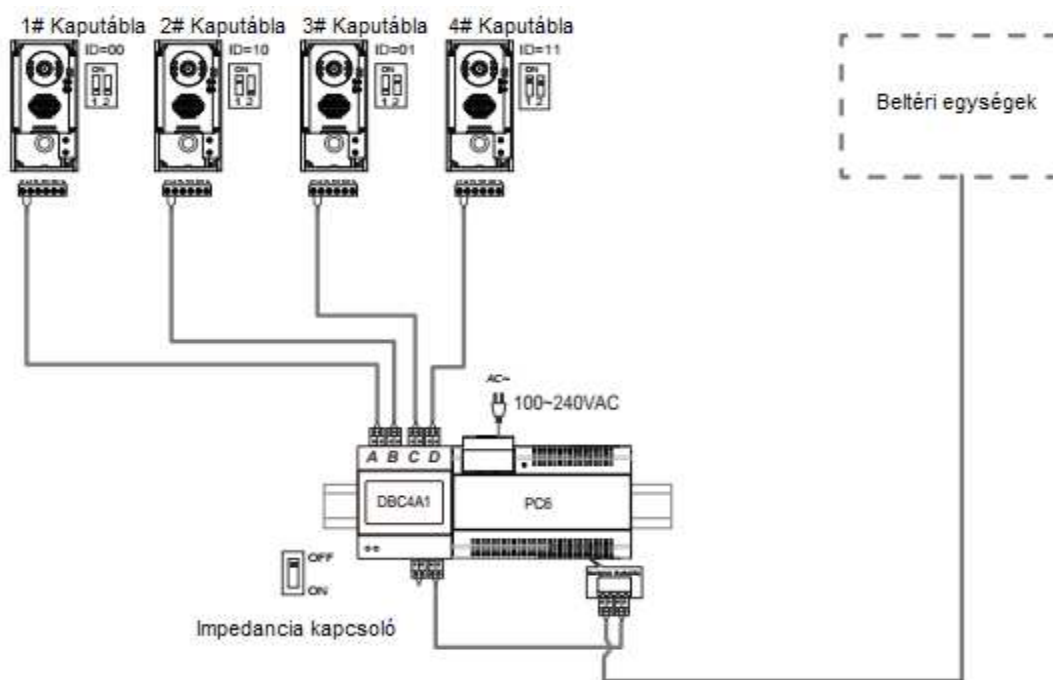 1# Kaputábla
2# Kaputábla
3# Kaputábla
4# Kaputábla
ID=00
ID=10
ID=01
ID=11
ON
1 2
ON
1 2
ON
1 2
ON
1 2
Beltéri egységek
AC~
100~240VAC
A B C D
DBC4A1
PC6
OFF
ON
Impedancia kapcsoló